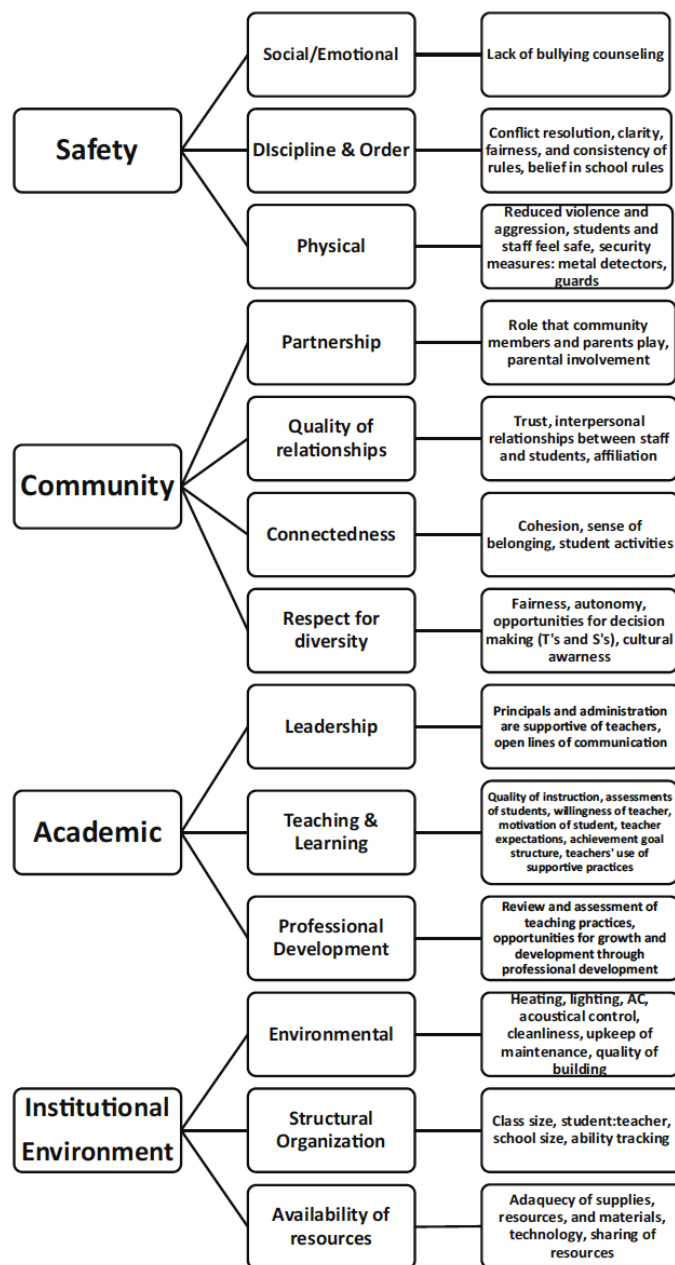 Safety
Social/Emotional
Lack of bullying counseling
DIscipline & Order
Conflict resolution, clarity,
fairness, and consistency of
rules, belief in school rules
Physical
Reduced violence and
aggression, students and
staff feel safe, security
measures: metal detectors,
guards
Community
Partnership
Role that community
members and parents play,
parental involvement
Quality of
relationships
Trust, interpersonal
relationships between staff
and students, affiliation
Connectedness
Cohesion, sense of
belonging, student activities
Respect for
diversity
Fairness, autonomy,
opportunities for decision
making (T's and S's), cultural
awarness
Academic
Leadership
Principals and administration
are supportive of teachers,
open lines of communication
Teaching &
Learning
Quality of instruction, assessments
of students, willingness of teacher,
motivation of student, teacher
expectations, achievement goal
structure, teachers' use of
supportive practices
Professional
Development
Review and assessment of
teaching practices,
opportunities for growth and
development through
professional development
Institutional
Environment
Environmental
Heating, lighting, AC,
acoustical control,
cleanliness, upkeep of
maintenance, quality of
building
Structural
Organization
Class size, student:teacher,
school size, ability tracking
Availability of
resources
Adaquecy of supplies,
resources, and materials,
technology, sharing of
resources